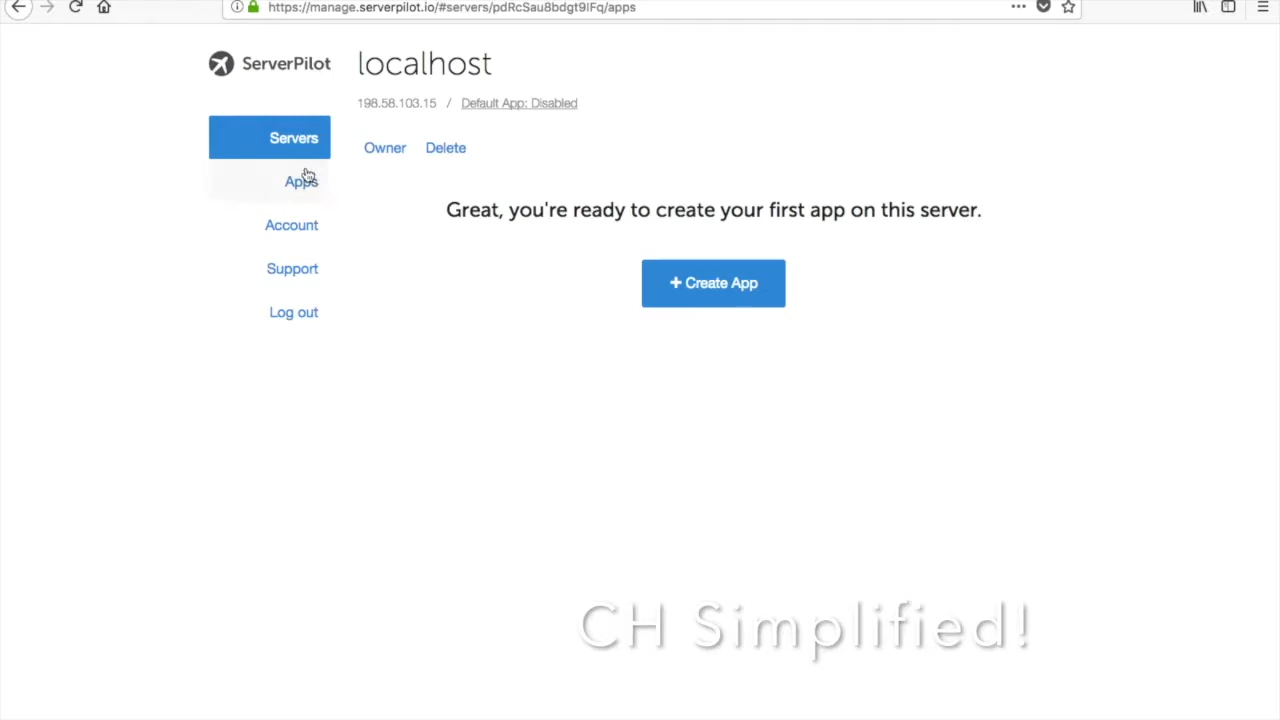 https://manage.serverpilot.io/#servers/pdRcSau8bdgt9IFq/apps
ServerPilot
localhost
198.58.103.15 / Default App: Disabled
Servers
Owner Delete
Apps
Great, you're ready to create your first app on this server.
Account
Support
+ Create App
Log out
CH Simplified!